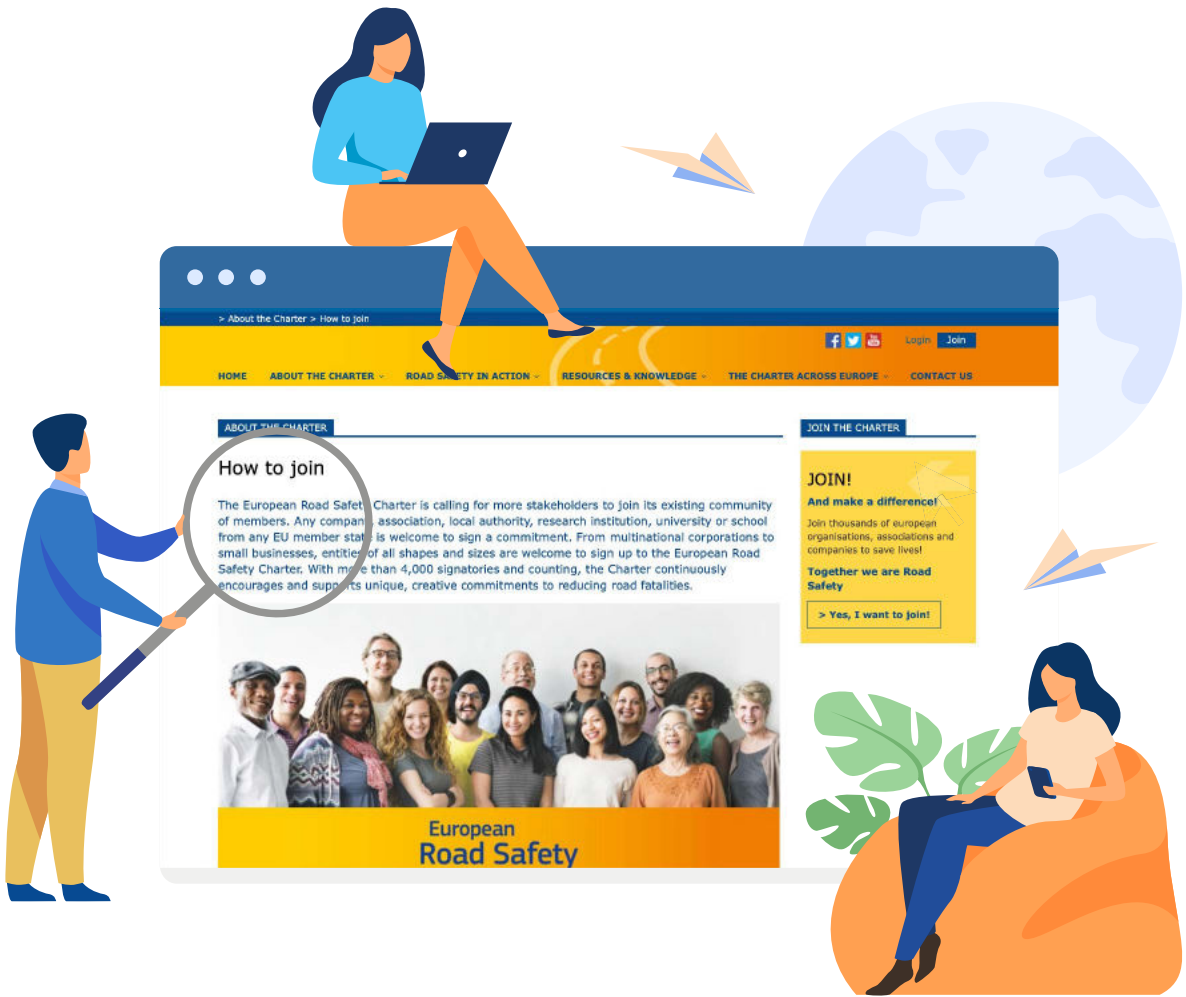 > About the Charter > How to join
Login
Join
HOME
ABOUT THE CHARTER
ROAD SAFETY IN ACTION
RESOURCES & KNOWLEDGE
THE CHARTER ACROSS EUROPE
CONTACT US
ABOUT THE CHARTER
How to join
The European Road Safety Charter is calling for more stakeholders to join its existing community
of members. Any company, association, local authority, research institution, university or school
from any EU member state is welcome to sign a commitment. From multinational corporations to
small businesses, entities of all shapes and sizes are welcome to sign up to the European Road
Safety Charter. With more than 4,000 signatories and counting, the Charter continuously
encourages and supports unique, creative commitments to reducing road fatalities.
European
Road Safety
JOIN THE CHARTER
JOIN!
And make a difference!
Join thousands of european
organisations, associations and
companies to save lives!
Together we are Road
Safety
> Yes, I want to join!